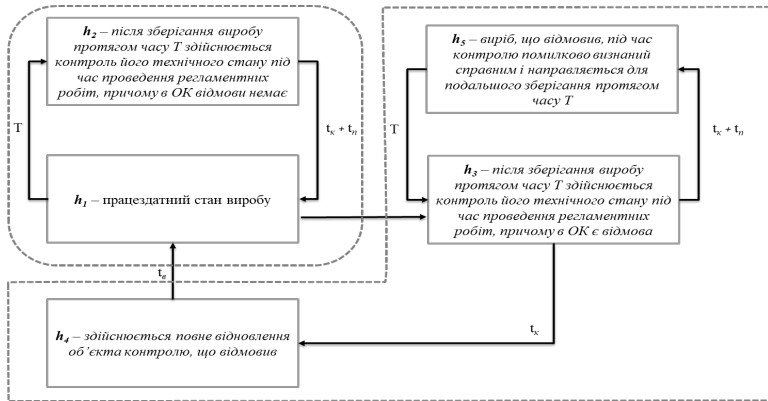 h₂ – після зберігання виробу
протягом часу Т здійснюється
контроль його технічного стану під
час проведення регламентних
робіт, причому в ОК відмови немає
T
tк + tп
h₁ – працездатний стан виробу
h₅ – виріб, що відмовив, під час
контролю помилково визнаний
справним і направляється для
подальшого зберігання протягом
часу Т
T
tк + tп
h₃ – після зберігання виробу
протягом часу Т здійснюється
контроль його технічного стану під
час проведення регламентних
робіт, причому в ОК є відмова
tв
tк
h₄ – здійснюється повне відновлення
об’єкта контролю, що відмовив